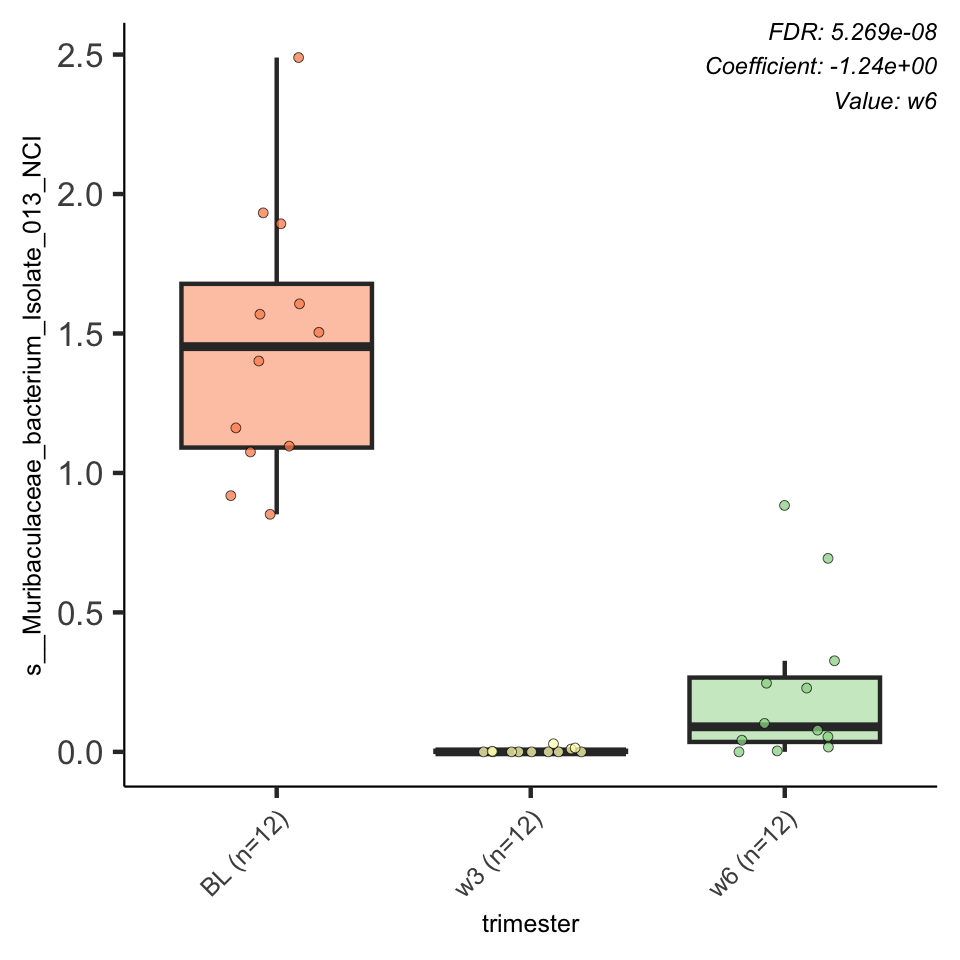 FDR: 5.269e-08
Coefficient: -1.24e+00
Value: w6
s__Muribaculaceae_bacterium_Isolate_013_NCI
2.5
2.0
1.5
1.0
0.5
0.0
BL (n=12)
w3 (n=12)
w6 (n=12)
trimester